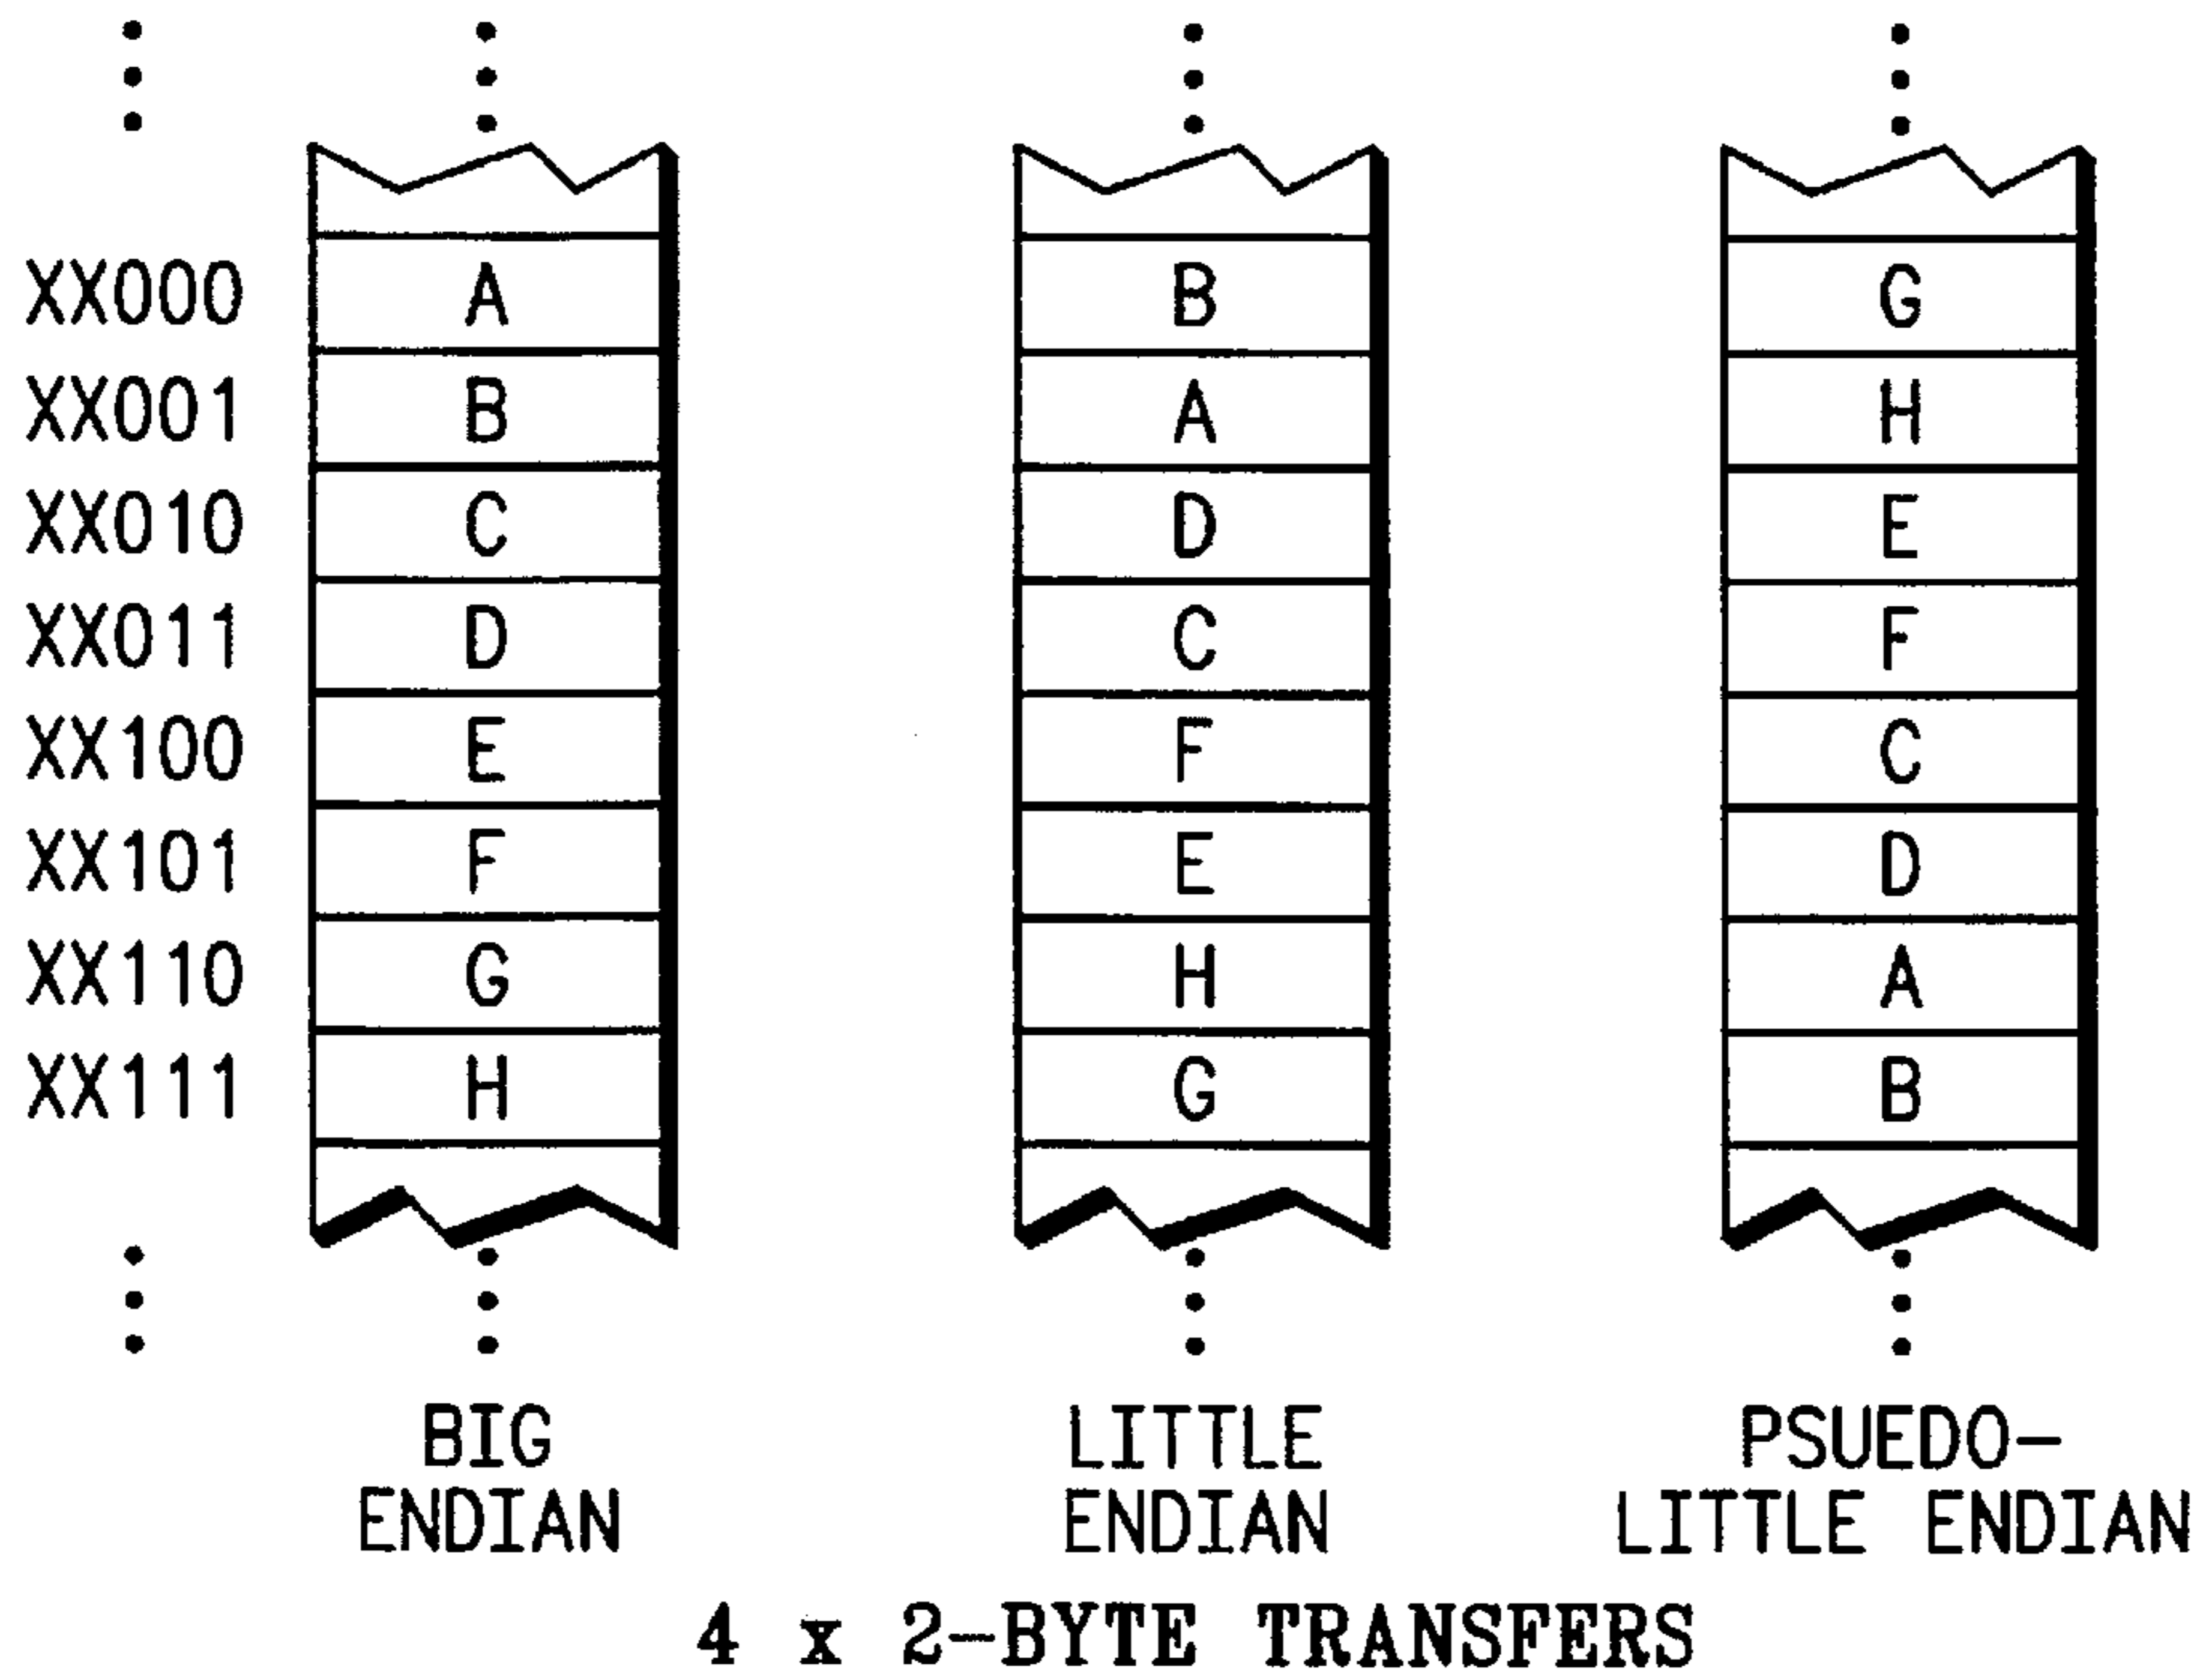 XX000 A B G
XX001 B A H
XX010 C D E
XX011 D C F
XX100 E F C
XX101 F E D
XX110 G H A
XX111 H G B
BIG
ENDIAN
LITTLE
ENDIAN
PSUEDO-
LITTLE ENDIAN
4 x 2-BYTE TRANSFERS